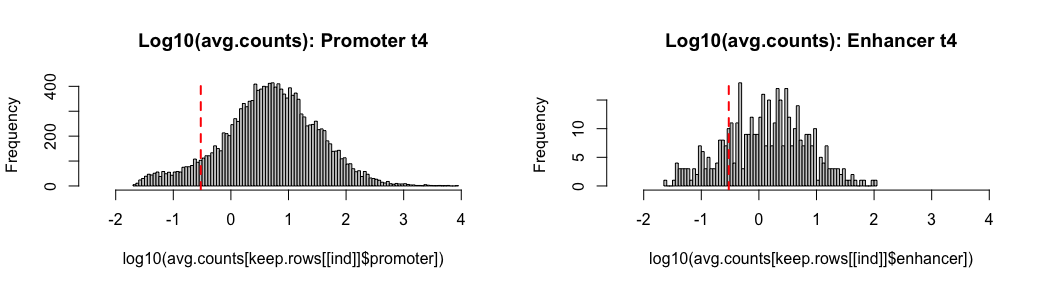 Log10(avg.counts): Promoter t4
Frequency
400
200
0
-2 -1 0 1 2 3 4
log10(avg.counts[keep.rows[[ind]]$promoter])
Log10(avg.counts): Enhancer t4
Frequency
10
5
0
-2 -1 0 1 2 3 4
log10(avg.counts[keep.rows[[ind]]$enhancer])